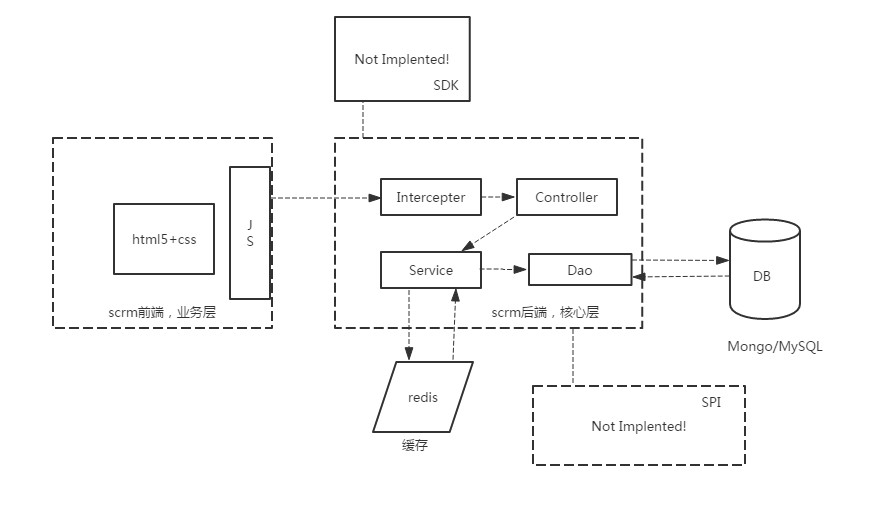 Not Implented!
SDK
Intercepter
Controller
J
S
html5+css
Service
Dao
DB
scrm前端，业务层
scrm后端，核心层
Mongo/MySQL
redis
缓存
SPI
Not Implented!